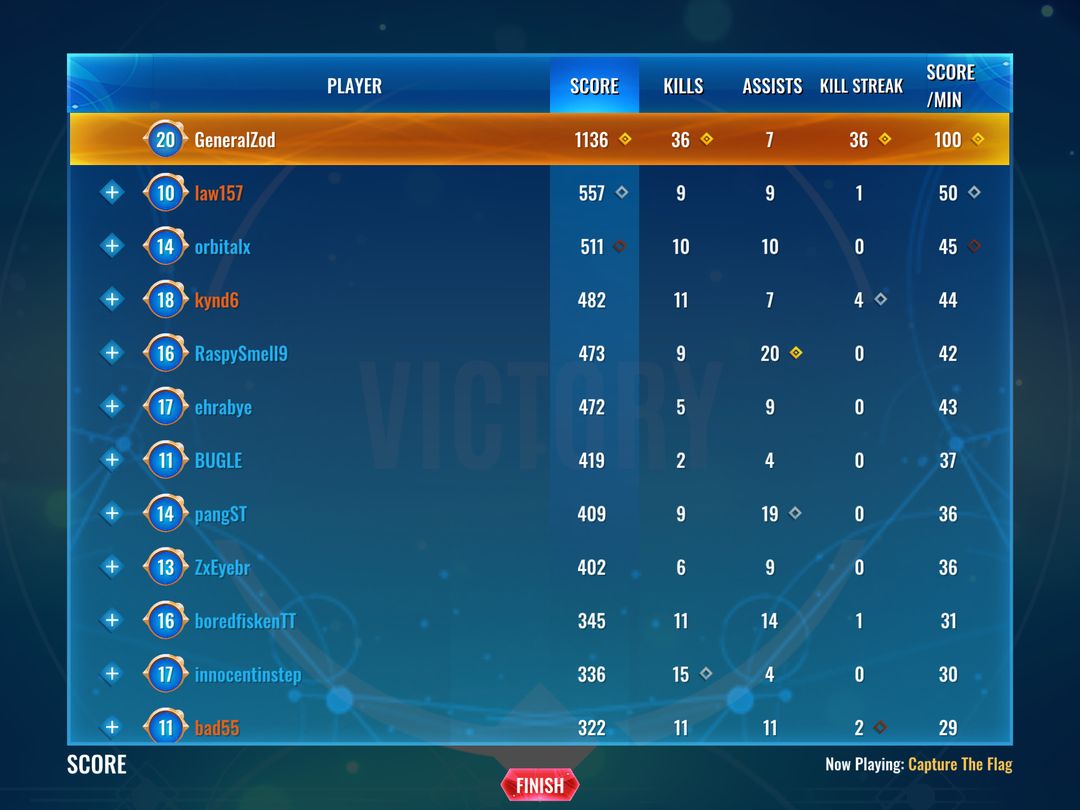 PLAYER SCORE KILLS ASSISTS KILL STREAK SCORE
/MIN
20 GeneralZod 1136 36 7 36 100
10 law157 557 9 9 1 50
14 orbitalx 511 10 10 0 45
18 kynd6 482 11 7 4 44
16 RaspySmell9 473 9 20 0 42
17 ehrabye 472 5 9 0 43
VICTORY
11 BUGLE 419 2 4 0 37
14 pangST 409 9 19 0 36
13 ZxEyebr 402 6 9 0 36
16 boredfiskenTT 345 11 14 1 31
17 innocentinstep 336 15 4 0 30
11 bad55 322 11 11 2 29
SCORE
Now Playing: Capture The Flag
FINISH